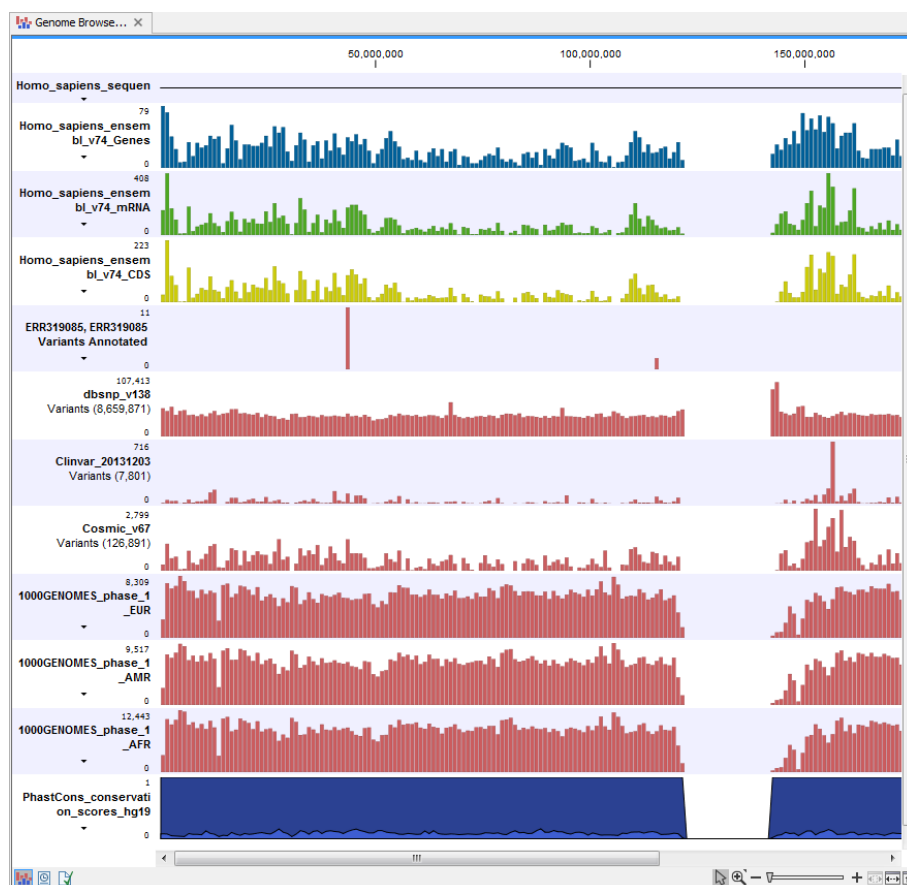 Genome Browse...
50,000,000 100,000,000 150,000,000
Homo_sapiens_sequen
79
Homo_sapiens_ensem
bl_v74_Genes
0
408
Homo_sapiens_ensem
bl_v74_mRNA
0
223
Homo_sapiens_ensem
bl_v74_CDS
0
11
ERR319085, ERR319085
Variants Annotated
0
107,413
dbsnp_v138
Variants (8,659,871)
0
716
Clinvar_20131203
Variants (7,801)
0
2,799
Cosmic_v67
Variants (126,891)
0
8,309
1000GENOMES_phase_1
_EUR
0
9,517
1000GENOMES_phase_1
_AMR
0
12,443
1000GENOMES_phase_1
_AFR
0
1
PhastCons_conservati
on_scores_hg19
0